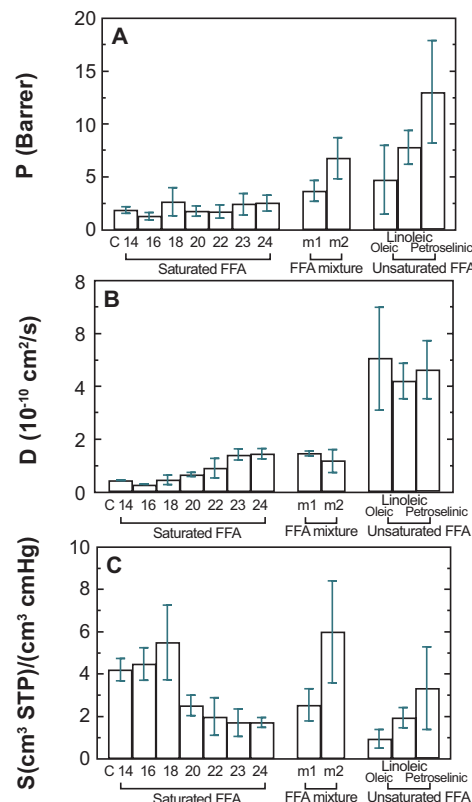 A
P (Barrer)
20
15
10
5
0
C 14 16 18 20 22 23 24
m1 m2
Linoleic
Oleic Petroselinic
Saturated FFA
FFA mixture
Unsaturated FFA
B
D (10⁻¹⁰ cm²/s)
8
8
4
2
0
C 14 16 18 20 22 23 24
m1 m2
Linoleic
Oleic Petroselinic
Saturated FFA
FFA mixture
Unsaturated FFA
C
S(cm³ STP)/(cm³ cmHg)
10
8
6
4
2
0
C 14 16 18 20 22 23 24
m1 m2
Linoleic
Oleic Petroselinic
Saturated FFA
FFA mixture
Unsaturated FFA